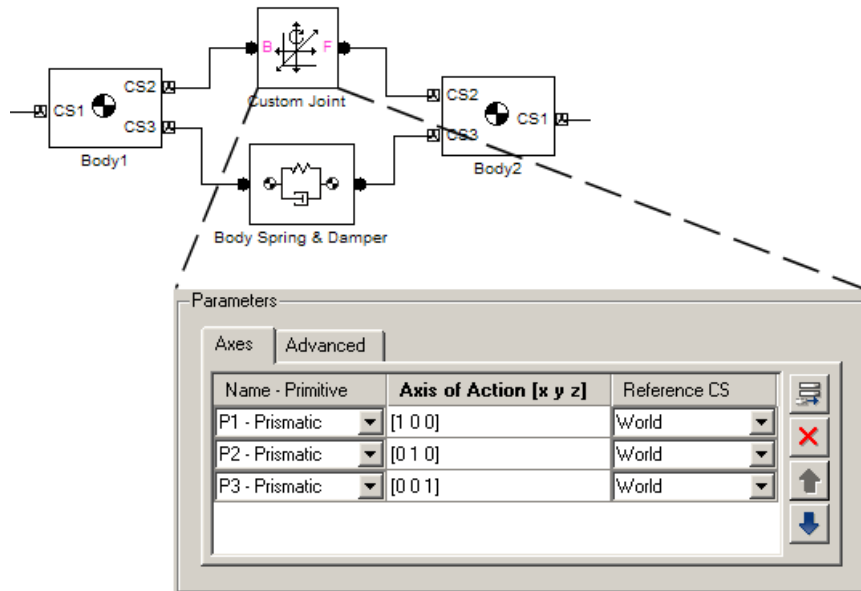 B F
CS2
CS1
CS3
Body1
Custom Joint
CS2
CS1
CS3
Body2
Body Spring & Damper
Parameters
Axes Advanced
Name - Primitive Axis of Action [x y z] Reference CS
P1 - Prismatic [1 0 0] World
P2 - Prismatic [0 1 0] World
P3 - Prismatic [0 0 1] World